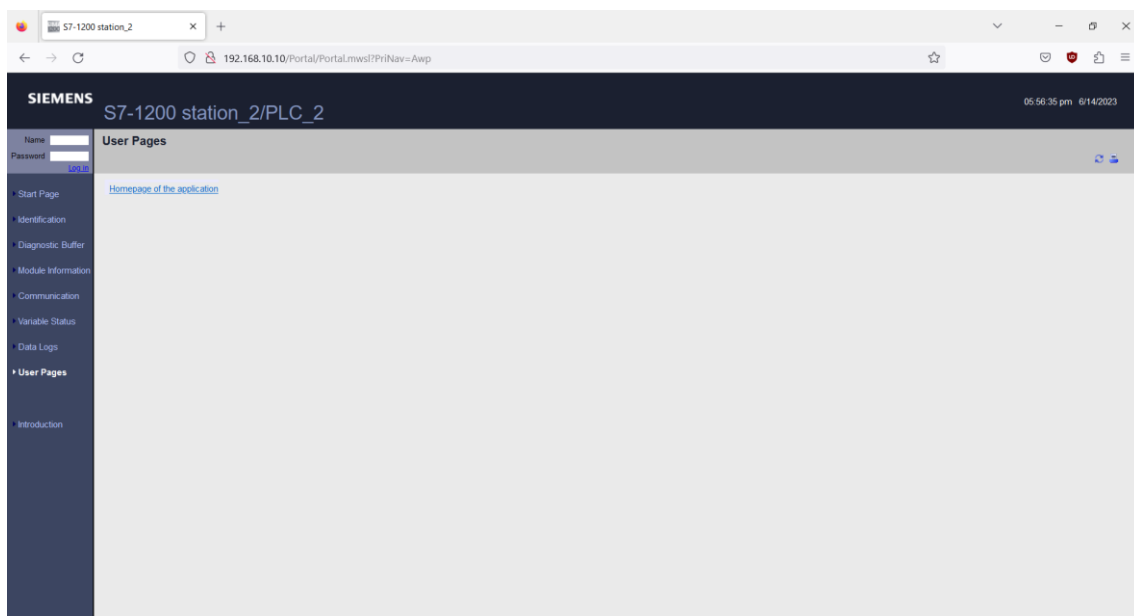 S7-1200 station_2
192.168.10.10/Portal/Portal.mwsl?PriNav=Awp
SIEMENS
S7-1200 station_2/PLC_2
05:56:35 pm 6/14/2023
Name
Password
Log in
User Pages
Start Page
Identification
Diagnostic Buffer
Module Information
Communication
Variable Status
Data Logs
User Pages
Introduction
Homepage of the application